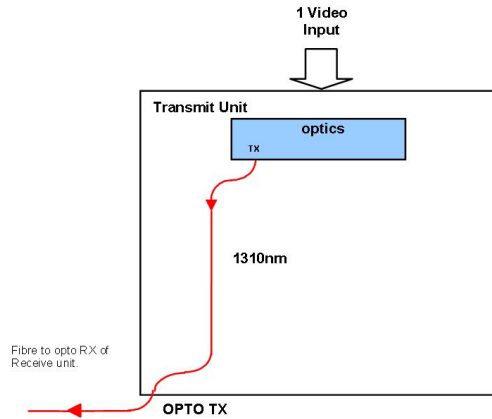 1 Video
Input
Transmit Unit
optics
TX
1310nm
Fibre to opto RX of
Receive unit.
OPTO TX